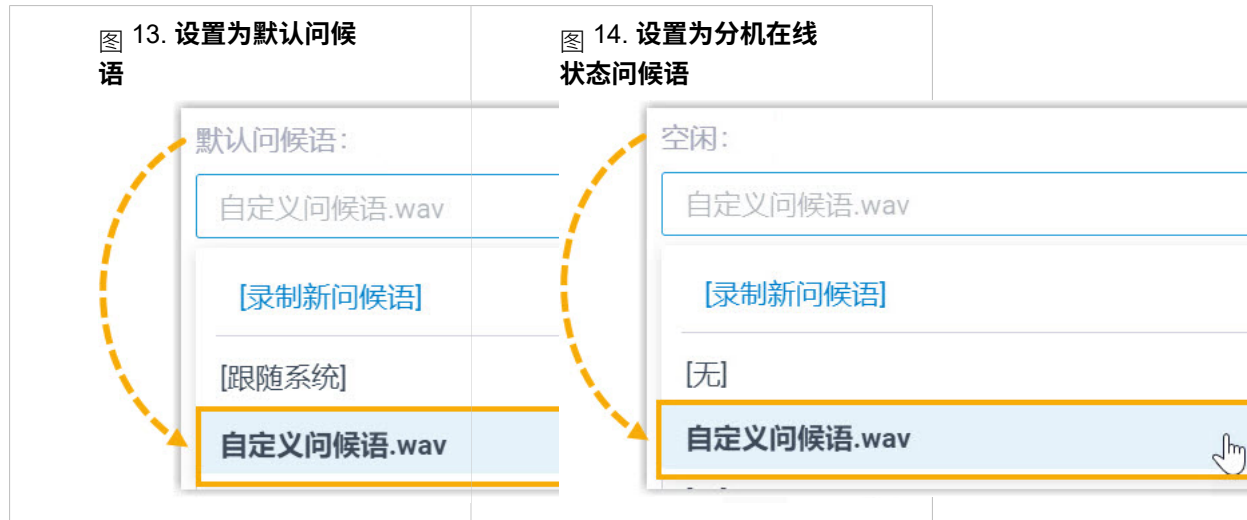 图 13. 设置为默认问候
语
默认问候语：
自定义问候语.wav
[录制新问候语]
[跟随系统]
自定义问候语.wav
图 14. 设置为分机在线
状态问候语
空闲：
自定义问候语.wav
[录制新问候语]
[无]
自定义问候语.wav